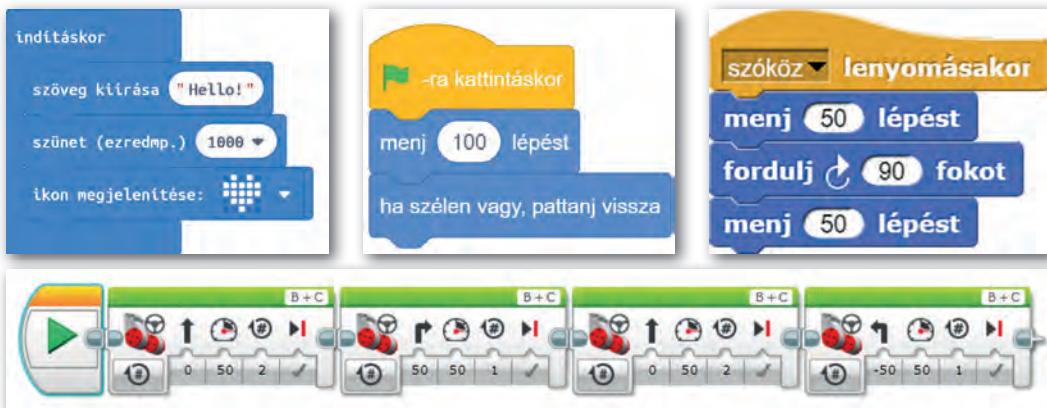 indításkor
szöveg kiírása "Hello!"
szünet (ezredmp.) 1000
ikon megjelenítése:
-ra kattintáskor
menj 100 lépést
ha szélen vagy, pattanj vissza
szóköz lenyomásakor
menj 50 lépést
fordulj 90 fokot
menj 50 lépést
B+C B+C B+C B+C
# # # #
# 0 50 2 # 50 50 1 # 0 50 2 # -50 50 1